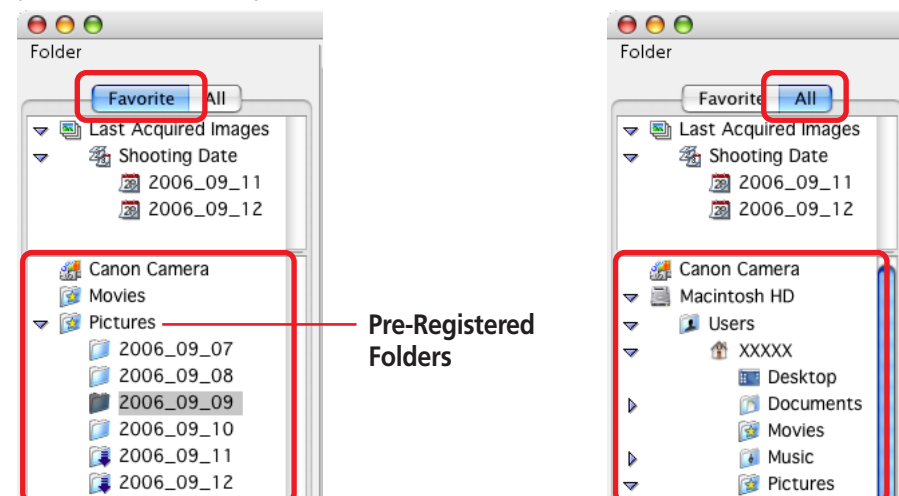 Folder
Favorite All
Last Acquired Images
Shooting Date
2006_09_11
2006_09_12
Canon Camera
Movies
Pictures
2006_09_07
2006_09_08
2006_09_09
2006_09_10
2006_09_11
2006_09_12
Pre-Registered
Folders
Folder
Favorite All
Last Acquired Images
Shooting Date
2006_09_11
2006_09_12
Canon Camera
Macintosh HD
Users
XXXXX
Desktop
Documents
Movies
Music
Pictures